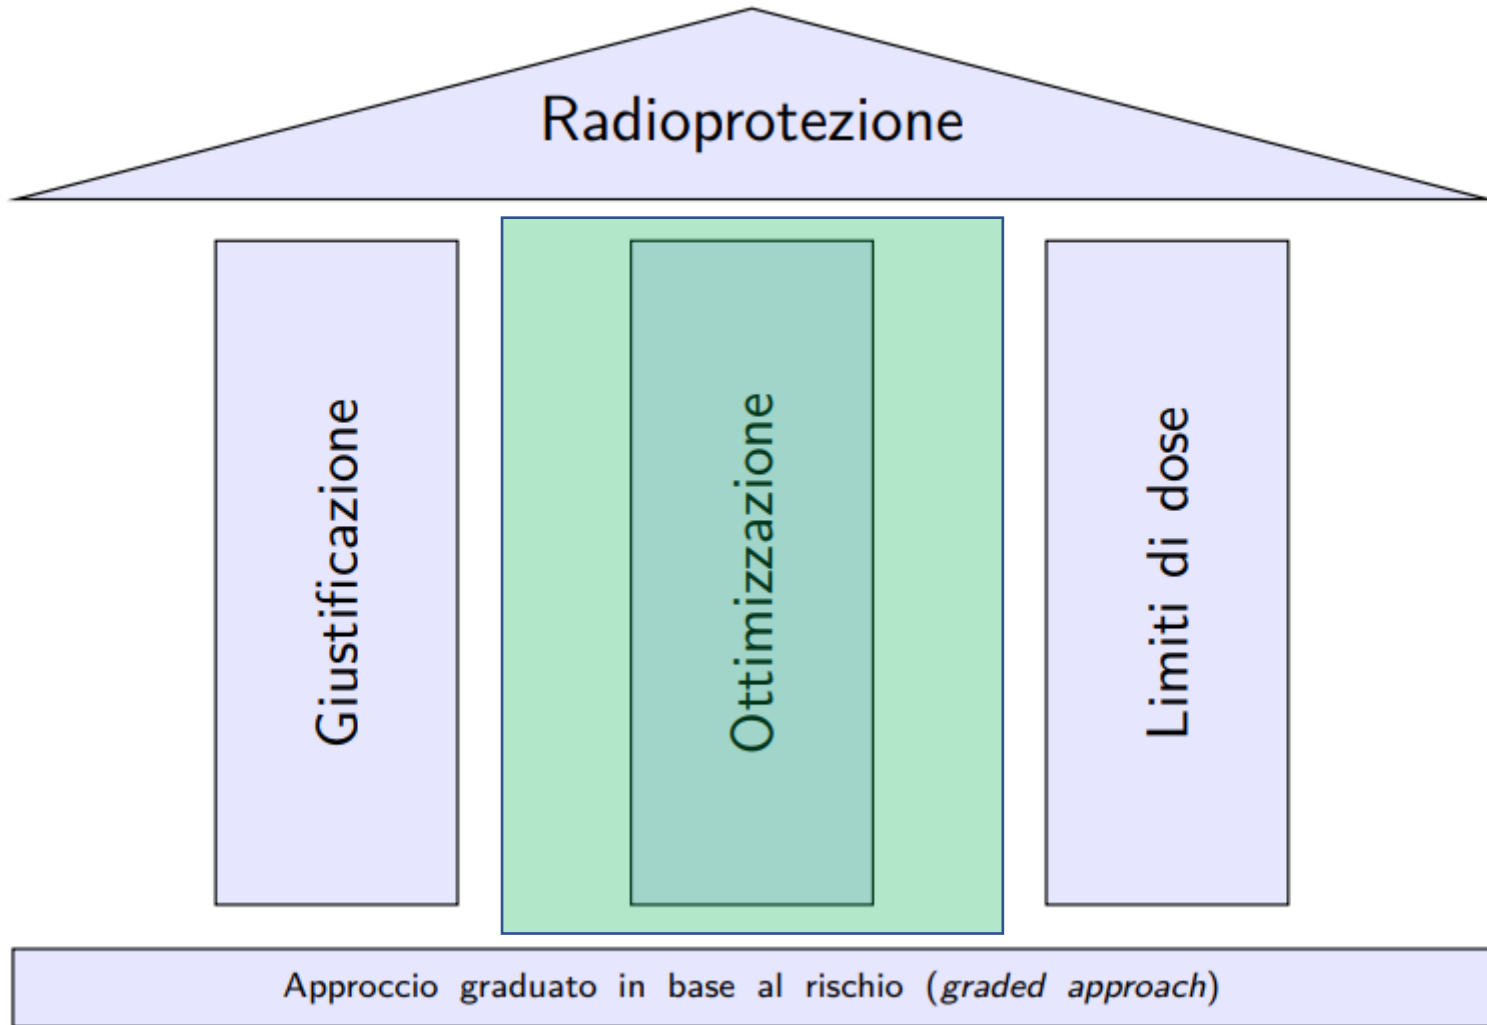 Radioprotezione
Giustificazione
Ottimizzazione
Limiti di dose
Approccio graduato in base al rischio (graded approach)